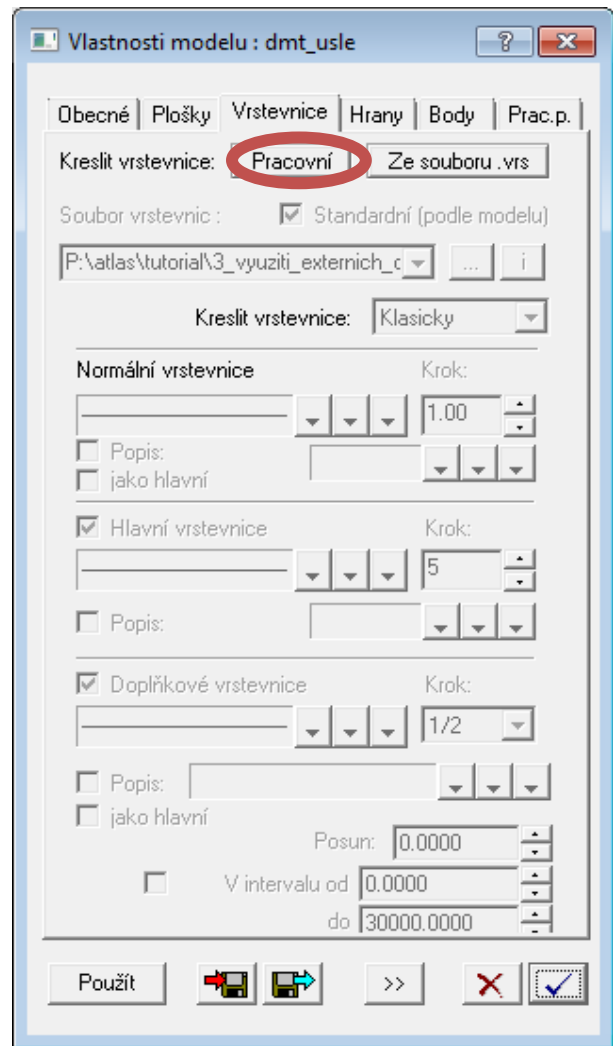 Vlastnosti modelu : dmt_usle
Obecné Plošky Vrstevnice Hrany Body Prac.p.
Kreslit vrstevnice: Pracovní Ze souboru .vrs
Soubor vrstevnic : Standardní (podle modelu)
P:\atlas\tutorial\3_vyuziti_externich_c ... i
Kreslit vrstevnice: Klasicky
Normální vrstevnice Krok:
1.00
Popis:
jako hlavní
Hlavní vrstevnice Krok:
5
Popis:
Doplňkové vrstevnice Krok:
1/2
Popis:
jako hlavní
Posun: 0.0000
V intervalu od 0.0000
do 30000.0000
Použít >>